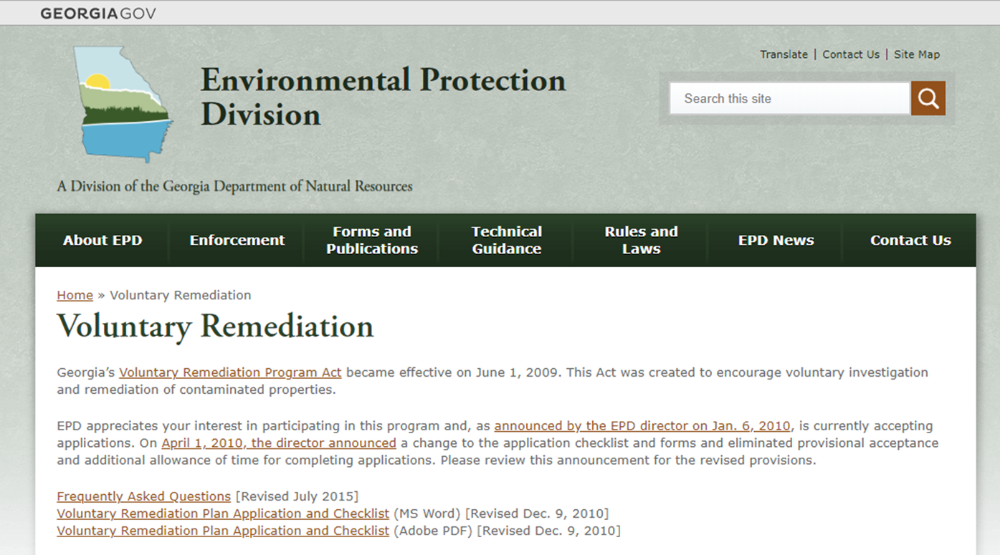 GEORGIAGOV
Translate | Contact Us | Site Map
Environmental Protection
Division
Search this site
A Division of the Georgia Department of Natural Resources
About EPD
Enforcement
Forms and
Publications
Technical
Guidance
Rules and
Laws
EPD News
Contact Us
Home » Voluntary Remediation
Voluntary Remediation
Georgia’s Voluntary Remediation Program Act became effective on June 1, 2009. This Act was created to encourage voluntary investigation
and remediation of contaminated properties.
EPD appreciates your interest in participating in this program and, as announced by the EPD director on Jan. 6, 2010, is currently accepting
applications. On April 1, 2010, the director announced a change to the application checklist and forms and eliminated provisional acceptance
and additional allowance of time for completing applications. Please review this announcement for the revised provisions.
Frequently Asked Questions [Revised July 2015]
Voluntary Remediation Plan Application and Checklist (MS Word) [Revised Dec. 9, 2010]
Voluntary Remediation Plan Application and Checklist (Adobe PDF) [Revised Dec. 9, 2010]